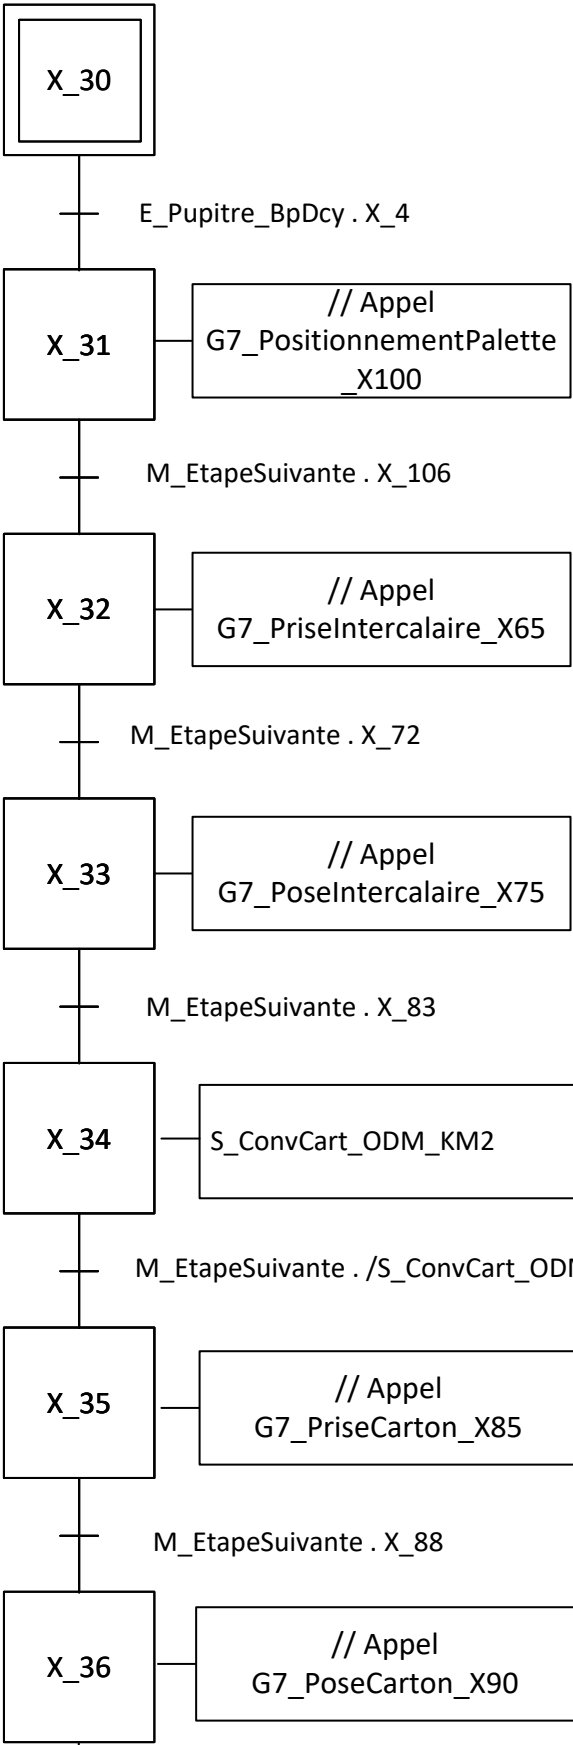 X_30
E_Pupitre_BpDcy . X_4
X_31
// Appel
G7_PositionnementPalette
_X100
M_EtapeSuivante . X_106
X_32
// Appel
G7_PriseIntercalaire_X65
M_EtapeSuivante . X_72
X_33
// Appel
G7_PoseIntercalaire_X75
M_EtapeSuivante . X_83
X_34
S_ConvCart_ODM_KM2
M_EtapeSuivante . /S_ConvCart_OD
X_35
// Appel
G7_PriseCarton_X85
M_EtapeSuivante . X_88
X_36
// Appel
G7_PoseCarton_X90